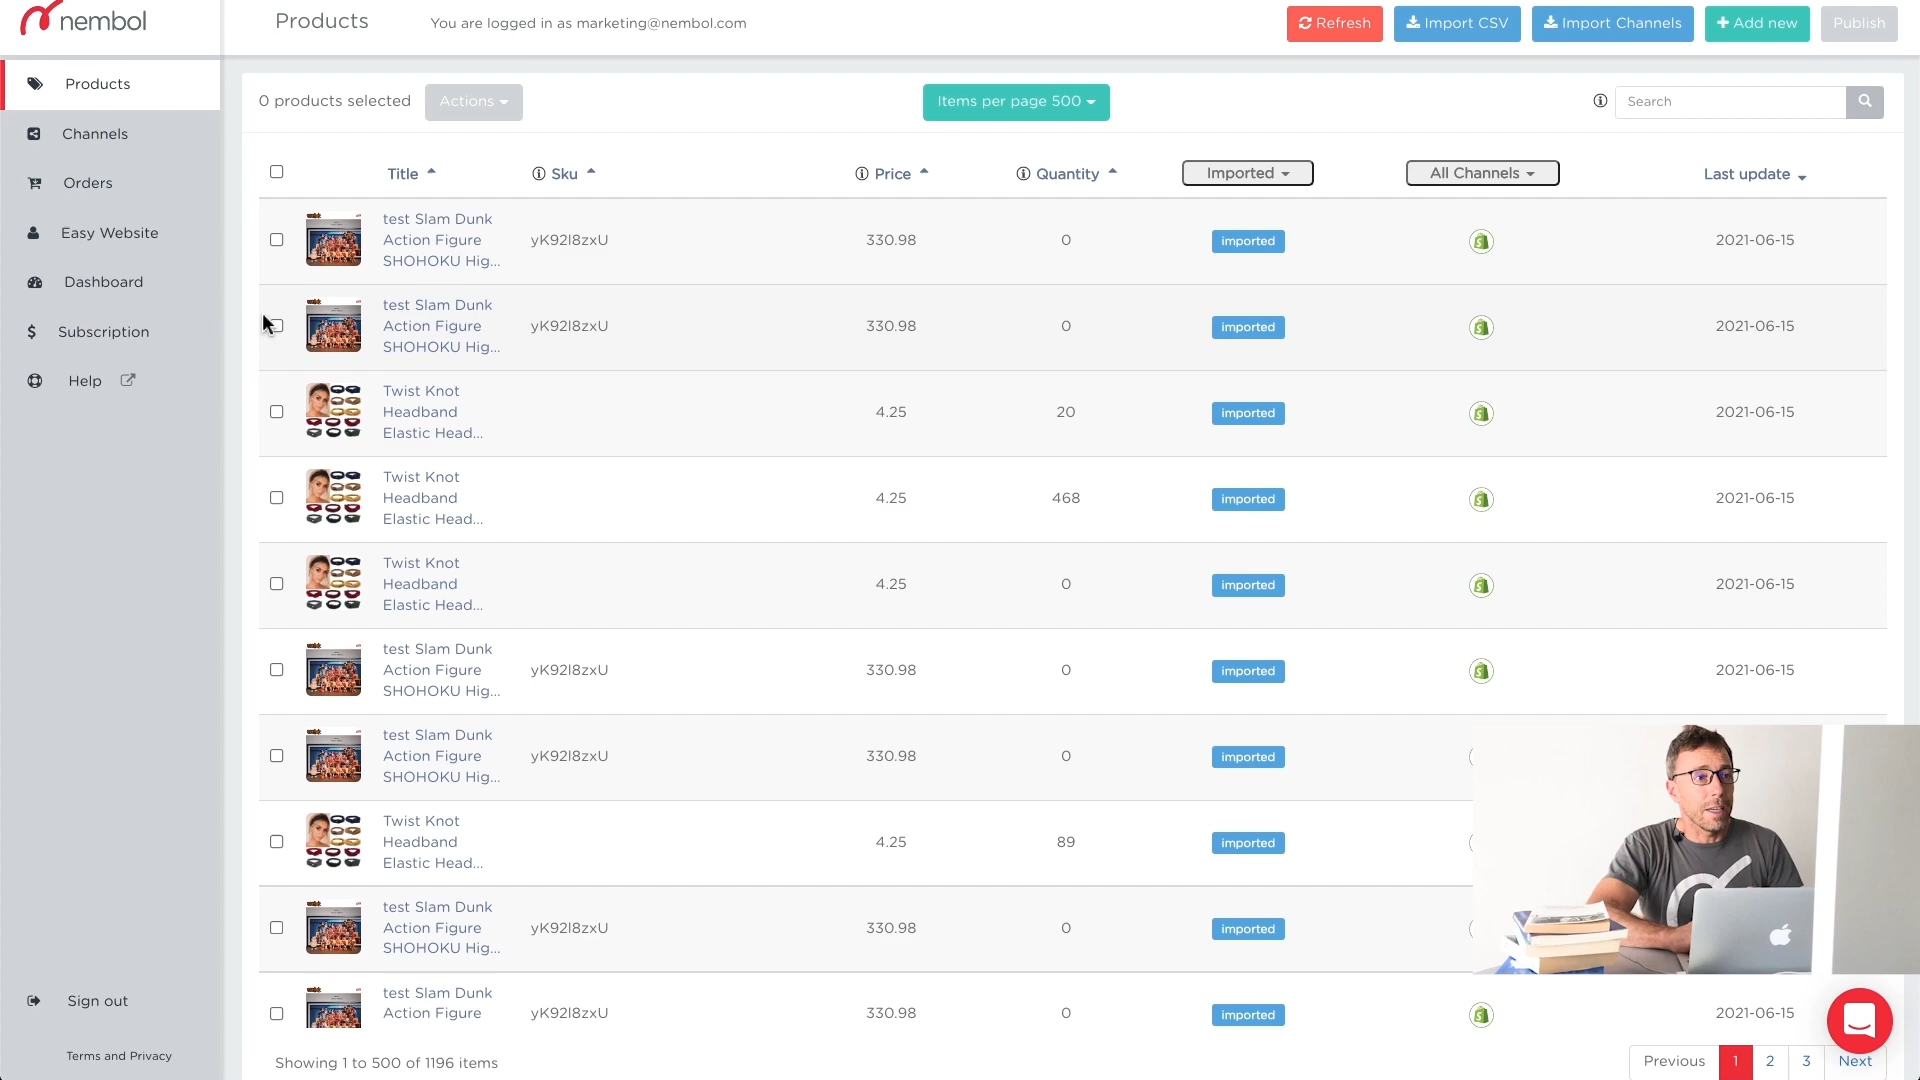 nembol
Products
You are logged in as marketing@nembol.com
Refresh
Import CSV
Import Channels
Add new
Publish
Products
Channels
Orders
Easy Website
Dashboard
Subscription
Help
Sign out
Terms and Privacy
0 products selected
Actions
Items per page 500
Search
Title
Sku
Price
Quantity
Imported
All Channels
Last update
test Slam Dunk
Action Figure
SHOHOKU Hig...
yK92l8zxU
330.98
0
imported
2021-06-15
test Slam Dunk
Action Figure
SHOHOKU Hig...
yK92l8zxU
330.98
0
imported
2021-06-15
Twist Knot
Headband
Elastic Head...
4.25
20
imported
2021-06-15
Twist Knot
Headband
Elastic Head...
4.25
468
imported
2021-06-15
Twist Knot
Headband
Elastic Head...
4.25
0
imported
2021-06-15
test Slam Dunk
Action Figure
SHOHOKU Hig...
yK92l8zxU
330.98
0
imported
2021-06-15
test Slam Dunk
Action Figure
SHOHOKU Hig...
yK92l8zxU
330.98
0
imported
Twist Knot
Headband
Elastic Head...
4.25
89
imported
test Slam Dunk
Action Figure
SHOHOKU Hig...
yK92l8zxU
330.98
0
imported
test Slam Dunk
Action Figure
yK92l8zxU
330.98
0
imported
2021-06-15
Showing 1 to 500 of 1196 items
Previous
1
2
3
Next